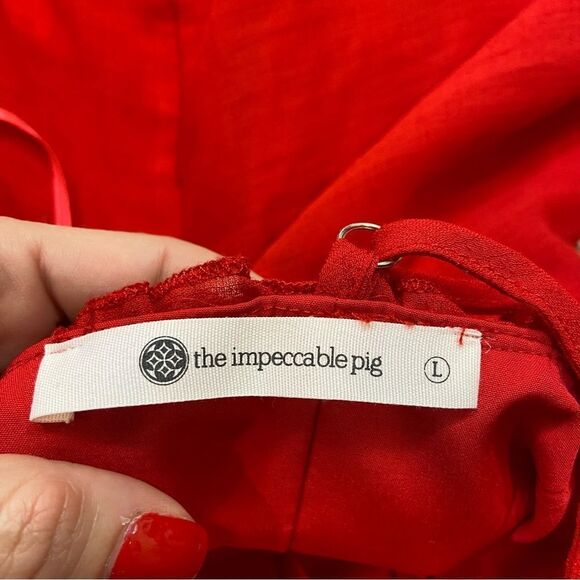 the impeccable pig L